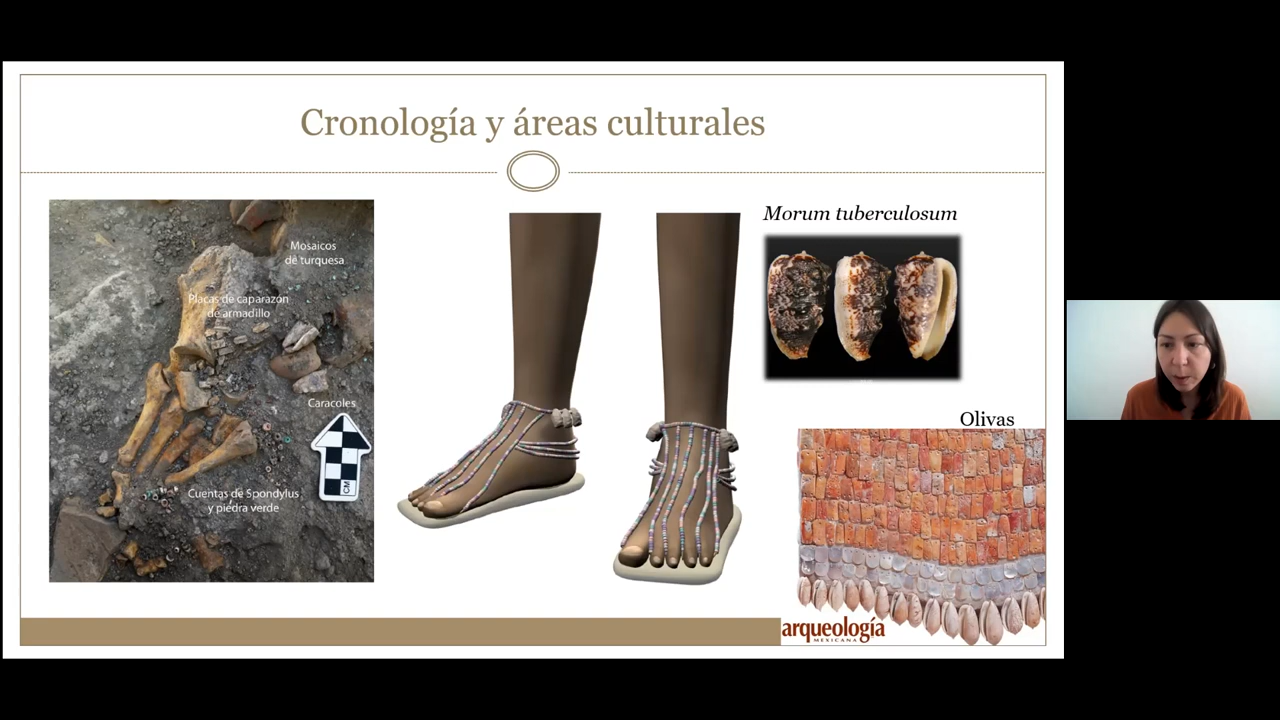 Cronología y áreas culturales
Mosaicos
de turquesa
Placas de caparazón
de armadillo
Caracoles
CM
Cuentas de Spondylus
y piedra verde
Morum tuberculosum
Olivas
arqueología
MEXICANA